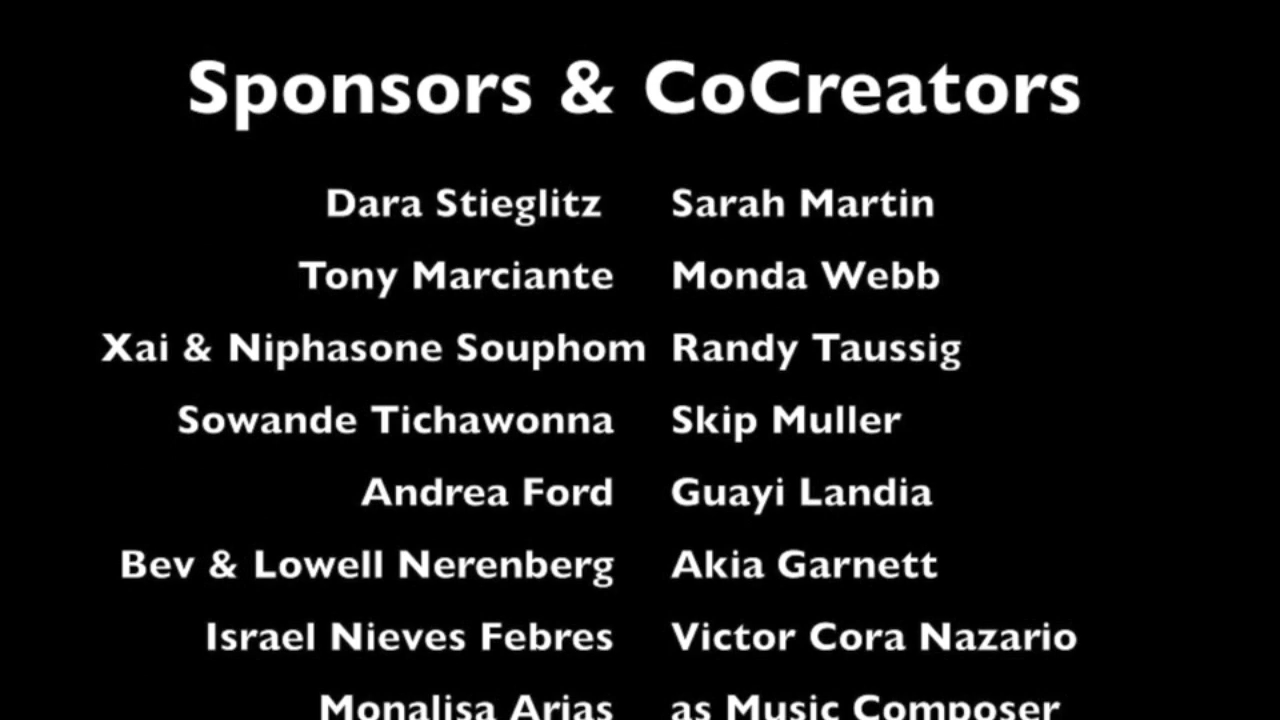 Sponsors & CoCreators
Dara Stieglitz Sarah Martin
Tony Marciante Monda Webb
Xai & Niphasone Souphom Randy Taussig
Sowande Tichawonna Skip Muller
Andrea Ford Guayi Landia
Bev & Lowell Nerenberg Akia Garnett
Israel Nieves Febres Victor Cora Nazario
Monalisa Arias as Music Composer